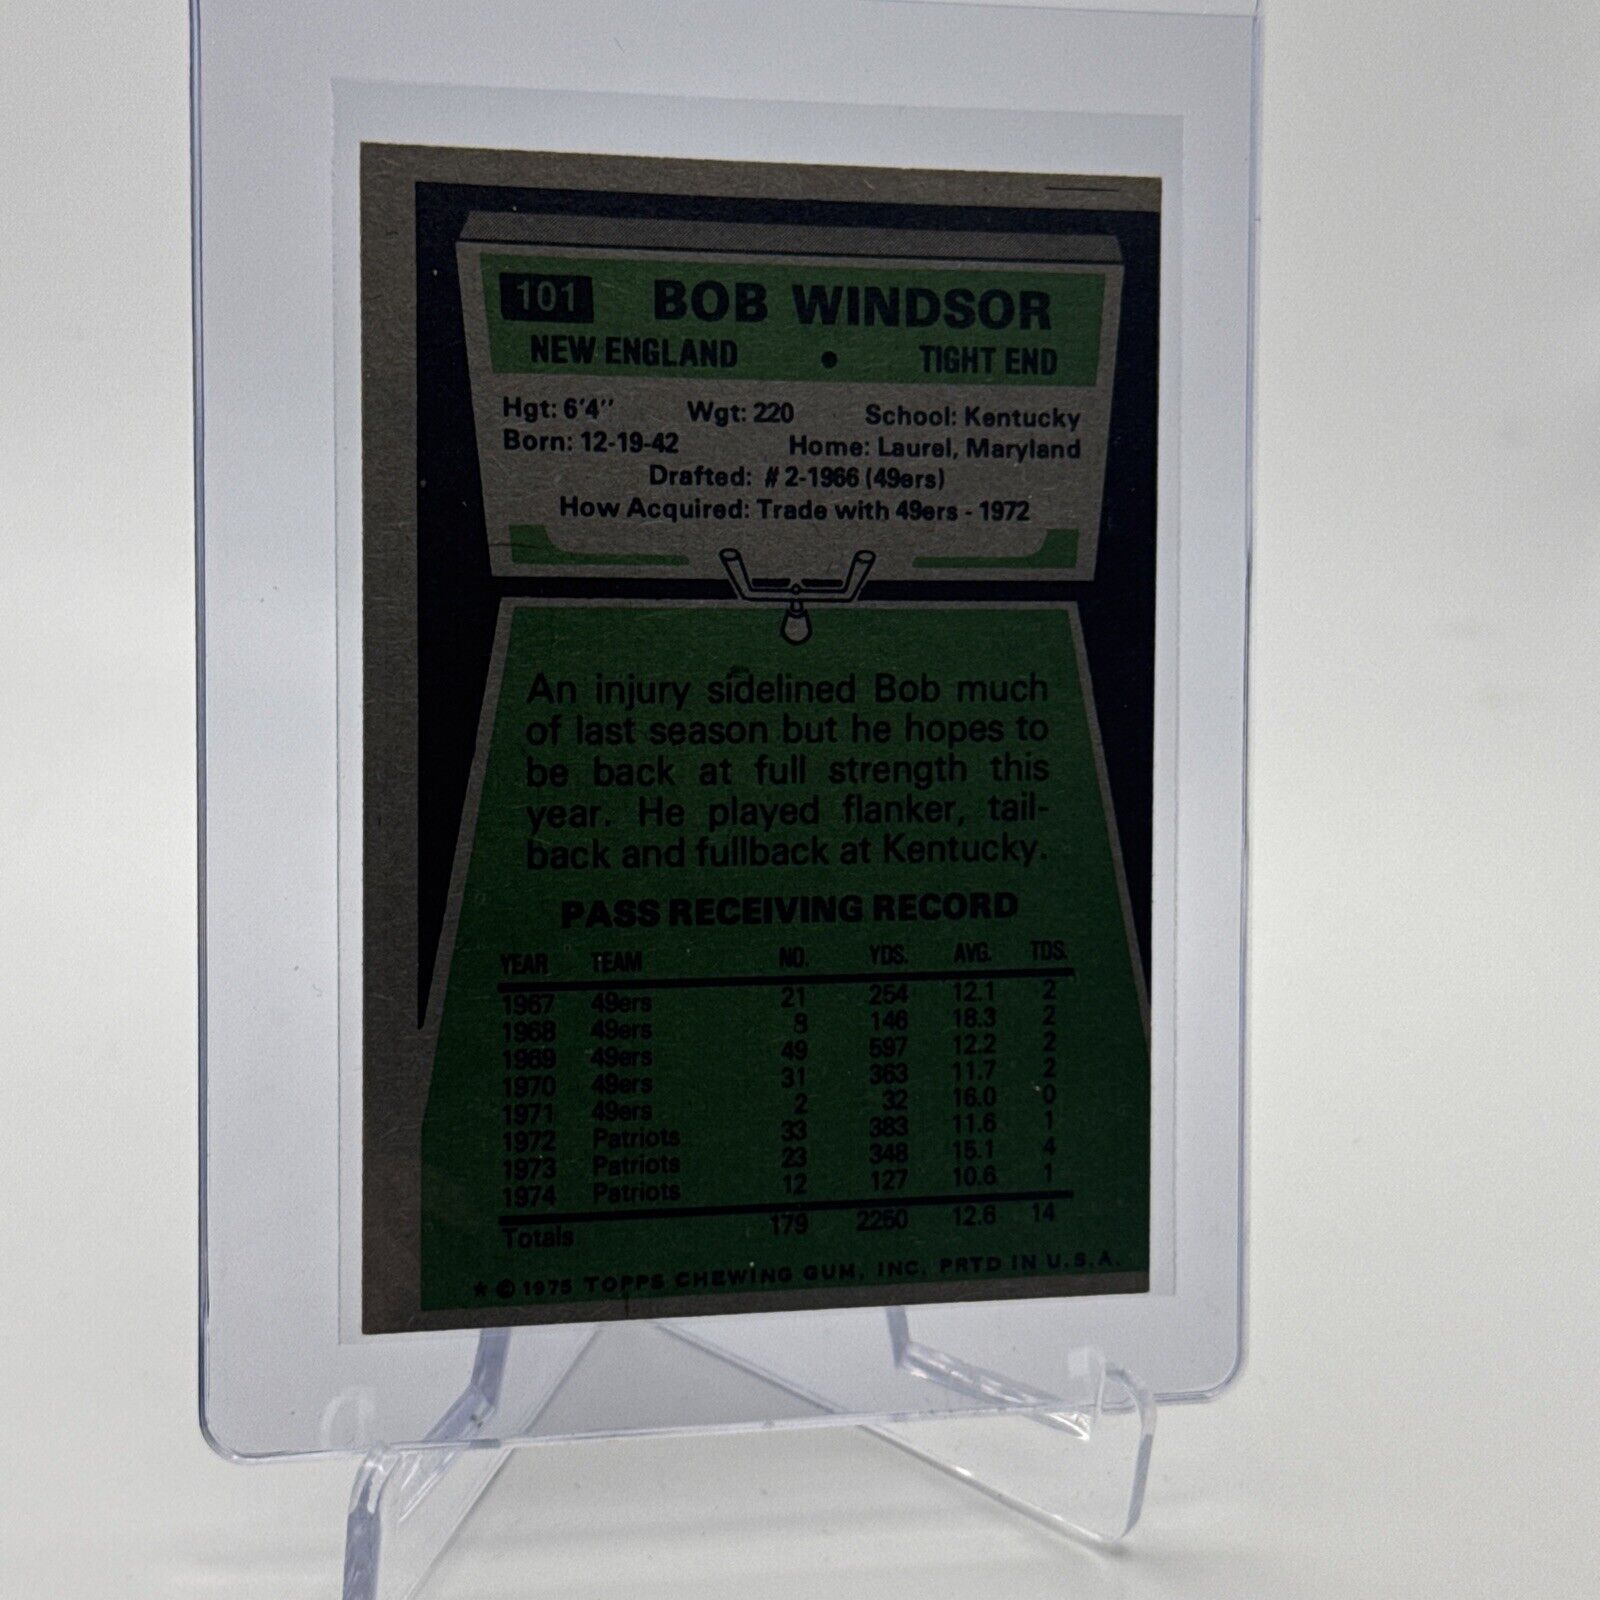 101 BOB WINDSOR
NEW ENGLAND • TIGHT END
Hgt: 6'4" Wgt: 220 School: Kentucky
Born: 12-19-42 Home: Laurel, Maryland
Drafted: #2-1966 (49ers)
How Acquired: Trade with 49ers - 1972
An injury sidelined Bob much
of last season but he hopes to
be back at full strength this
year. He played flanker, tail-
back and fullback at Kentucky.
PASS RECEIVING RECORD
YEAR TEAM NO. YDS. AVG. TDS.
1967 49ers 21 254 12.1 2
1968 49ers 8 146 18.3 2
1969 49ers 49 597 12.2 2
1970 49ers 31 363 11.7 2
1971 49ers 2 32 16.0 0
1972 Patriots 33 383 11.6 1
1973 Patriots 23 348 15.1 4
1974 Patriots 12 127 10.6 1
Totals 179 2250 12.6 14
* © 1975 TOPPS CHEWING GUM, INC. PRTD IN U.S.A.